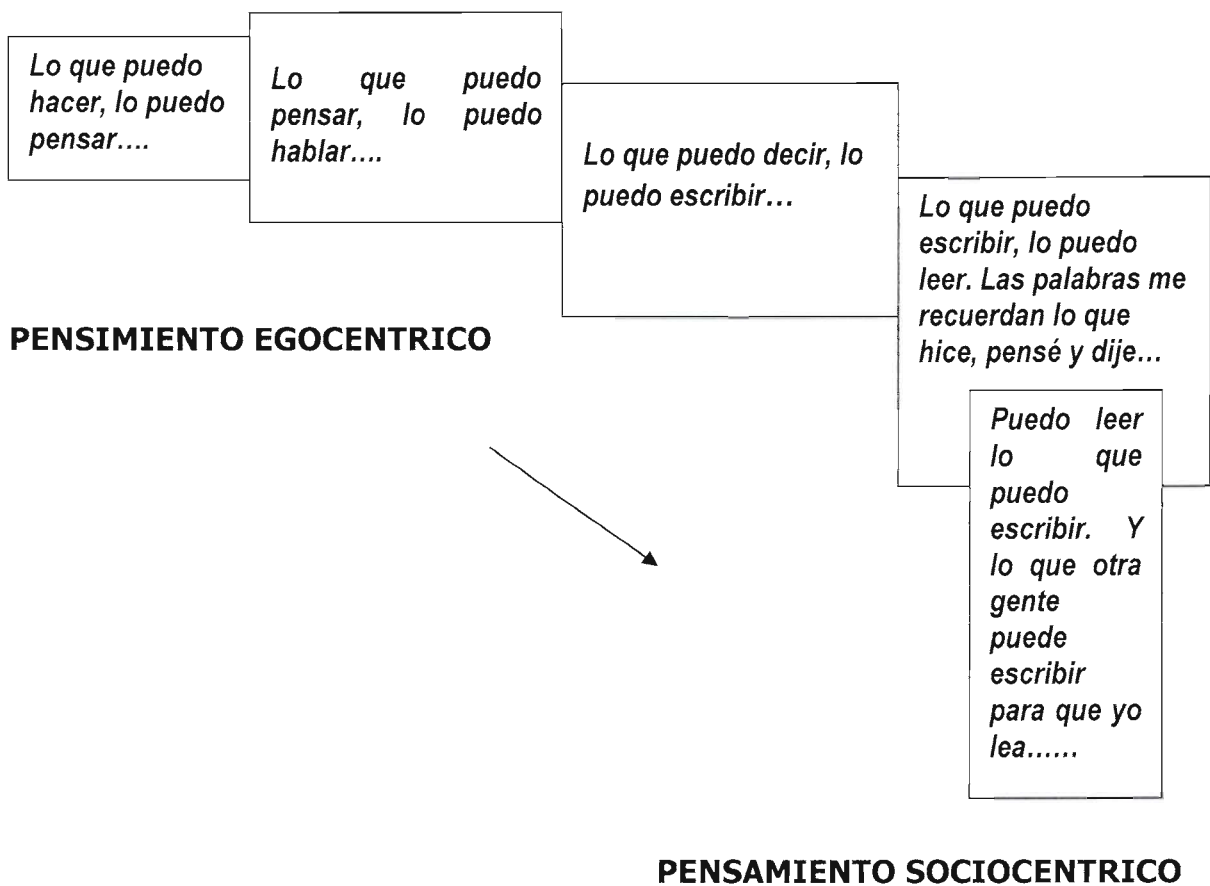 Lo que puedo
hacer, lo puedo
pensar....
Lo que puedo
pensar, lo puedo
hablar....
Lo que puedo decir, lo
puedo escribir...
Lo que puedo
escribir, lo puedo
leer. Las palabras me
recuerdan lo que
hice, pensé y dije...
PENSIMIENTO EGOCENTRICO
Puedo leer
lo que
puedo
escribir. Y
lo que otra
gente
puede
escribir
para que yo
lea......
PENSAMIENTO SOCIOCENTRICO